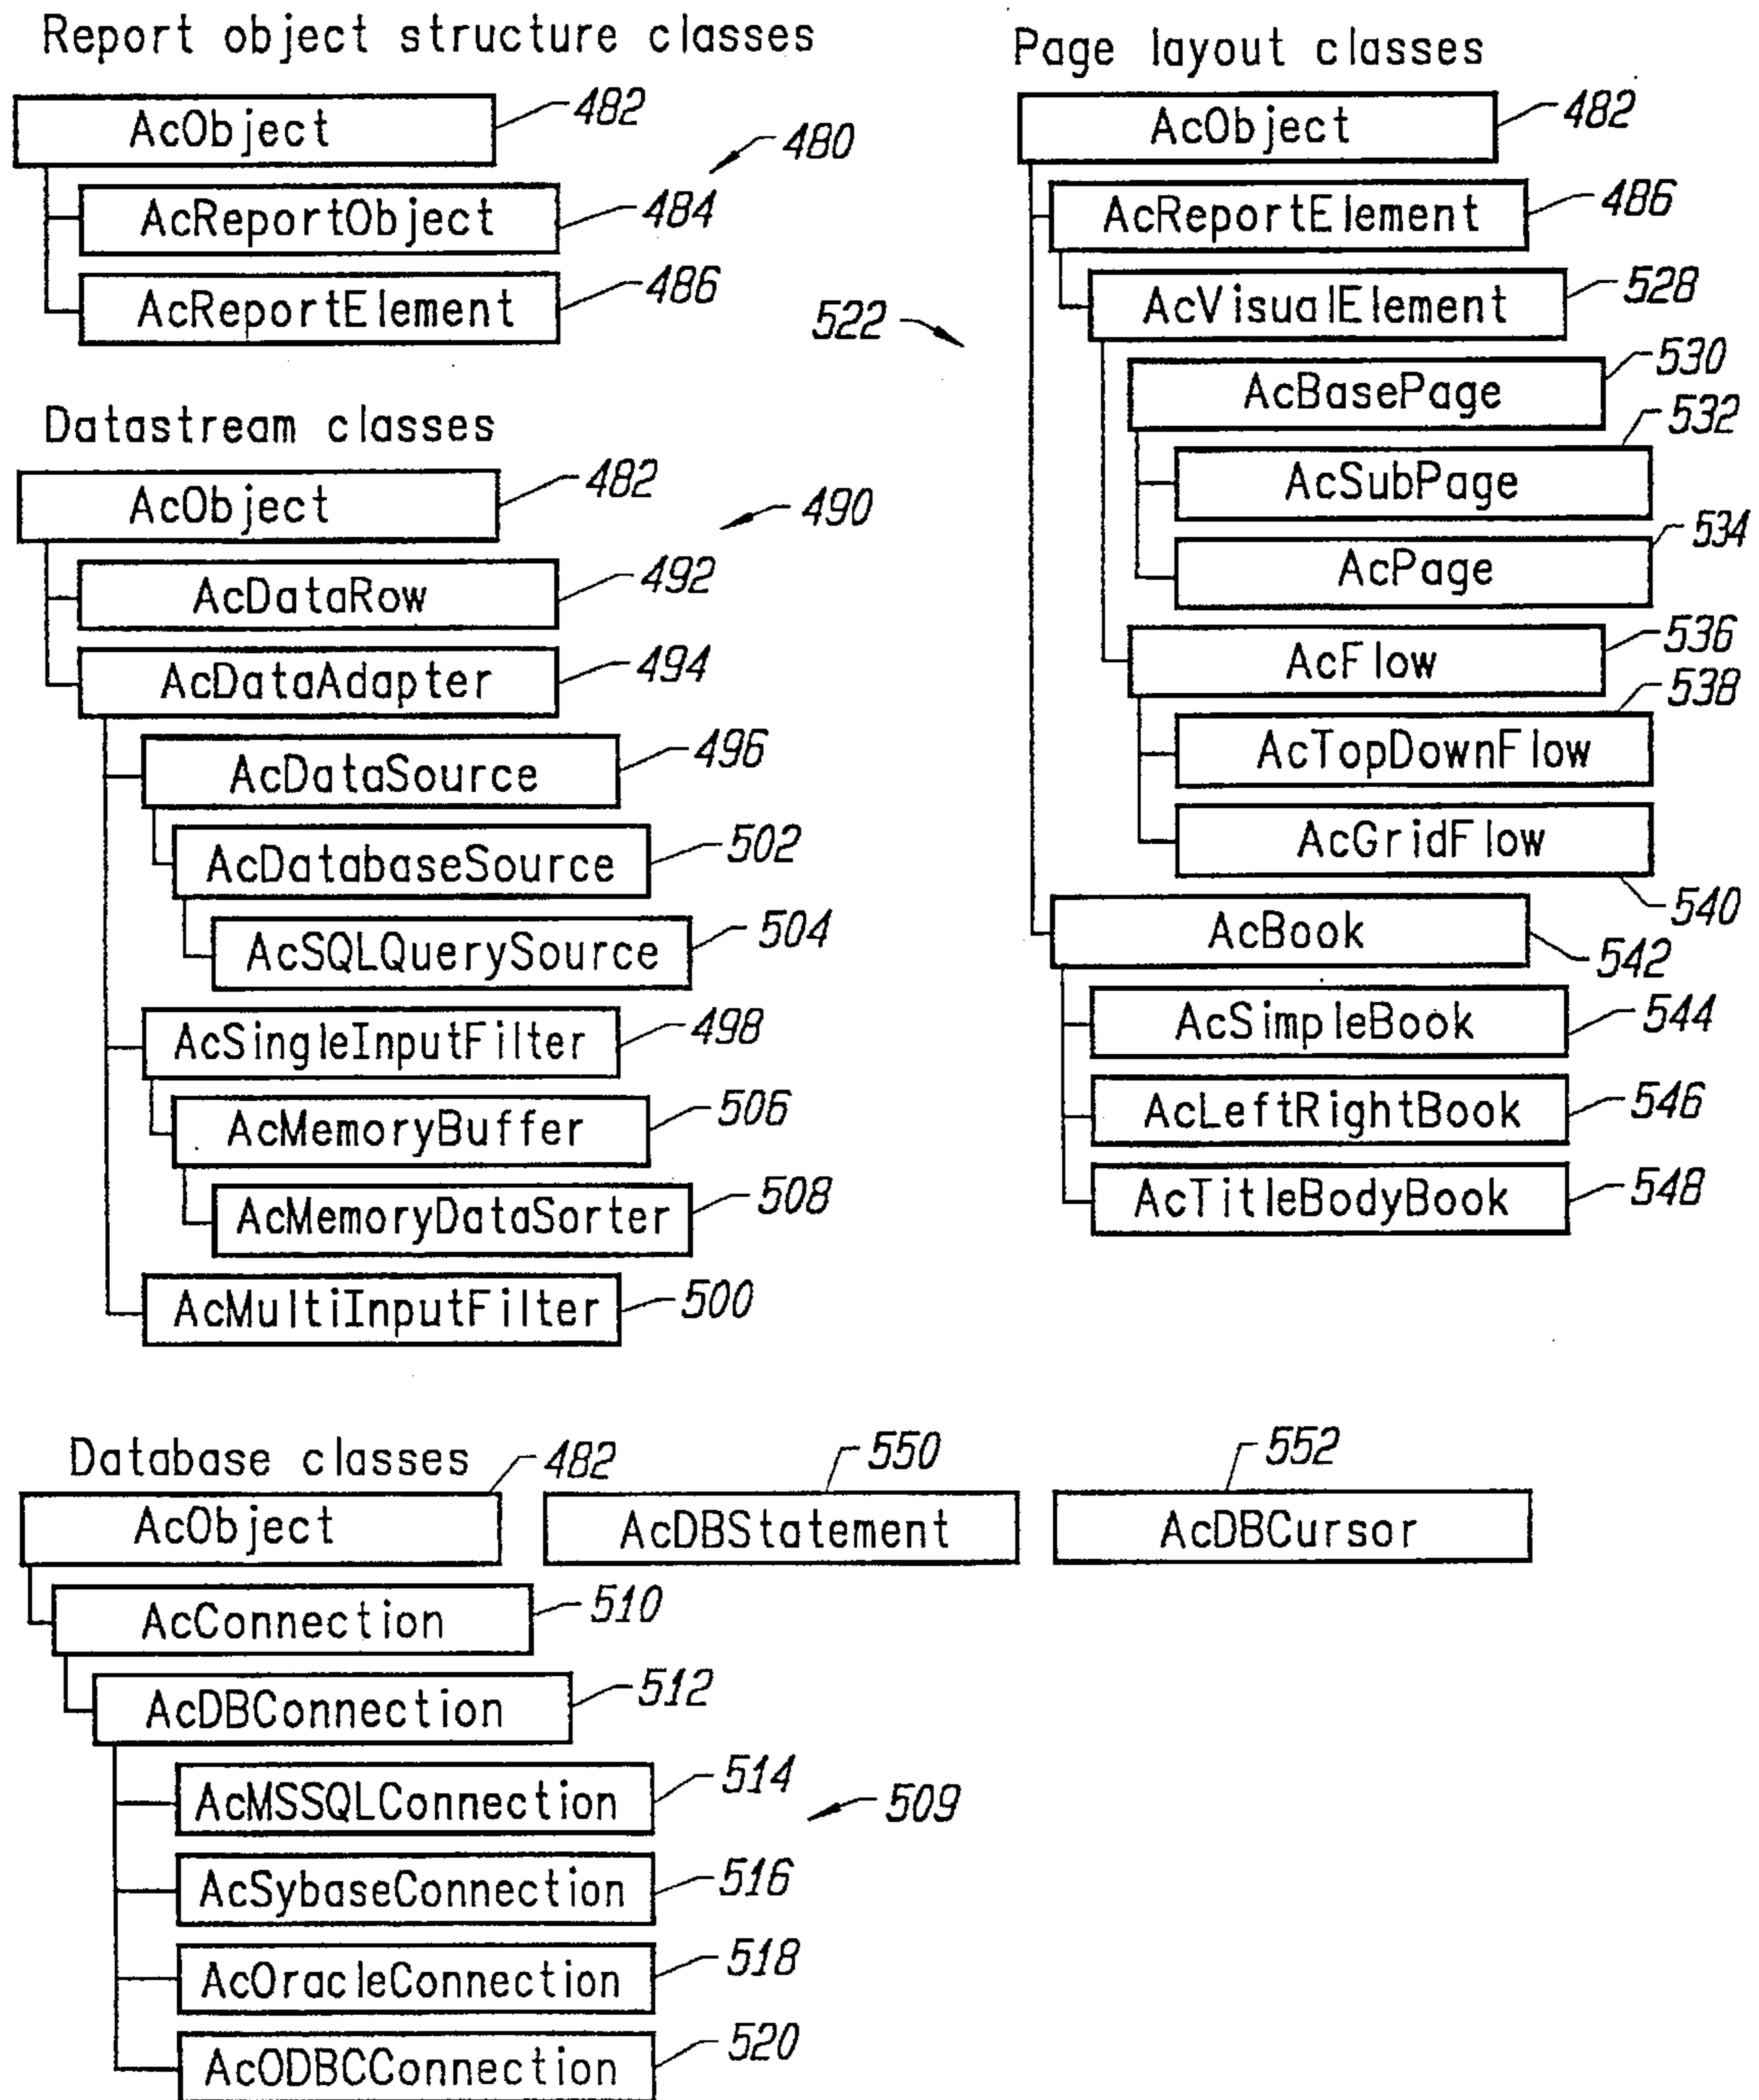 Report object structure classes
AcObject 482
480
AcReportObject 484
AcReportElement 486
Datastream classes
AcObject 482
490
AcDataRow 492
AcDataAdapter 494
AcDataSource 496
AcDatabaseSource 502
AcSQLQuerySource 504
AcSingleInputFilter 498
AcMemoryBuffer 506
AcMemoryDataSorter 508
AcMultiInputFilter 500
Page layout classes
AcObject 482
AcReportElement 486
AcVisualElement 528
522
AcBasePage 530
AcSubPage 532
AcPage 534
AcFlow 536
AcTopDownFlow 538
AcGridFlow 540
AcBook 542
AcSimpleBook 544
AcLeftRightBook 546
AcTitleBodyBook 548
Database classes
AcObject 482
AcDBStatement 550
AcDBCursor 552
AcConnection 510
AcDBConnection 512
AcMSSQLConnection 514
509
AcSybaseConnection 516
AcOracleConnection 518
AcODBCConnection 520